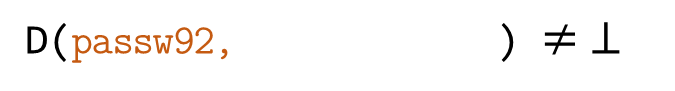 D(passw92, ) ≠ ⊥